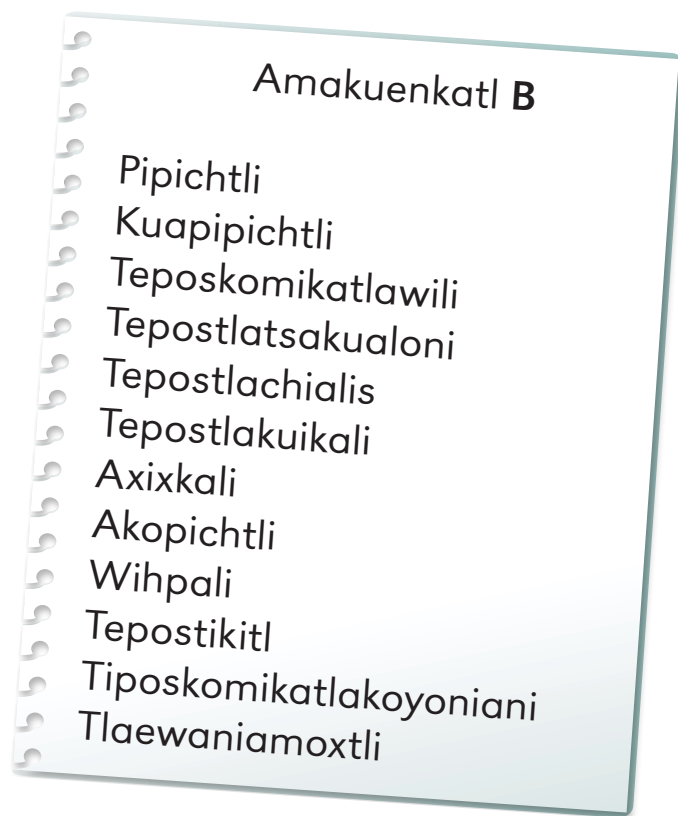 Amakuenkatl B
Pipichtli
Kuapipichtli
Teposkomikatlawili
Tepostlatsakualoni
Tepostlachialis
Tepostlakuikali
Axixkali
Akopichtli
Wihpali
Tepostikitl
Tiposkomikatlakoyoniani
Tlaewaniamoxtli